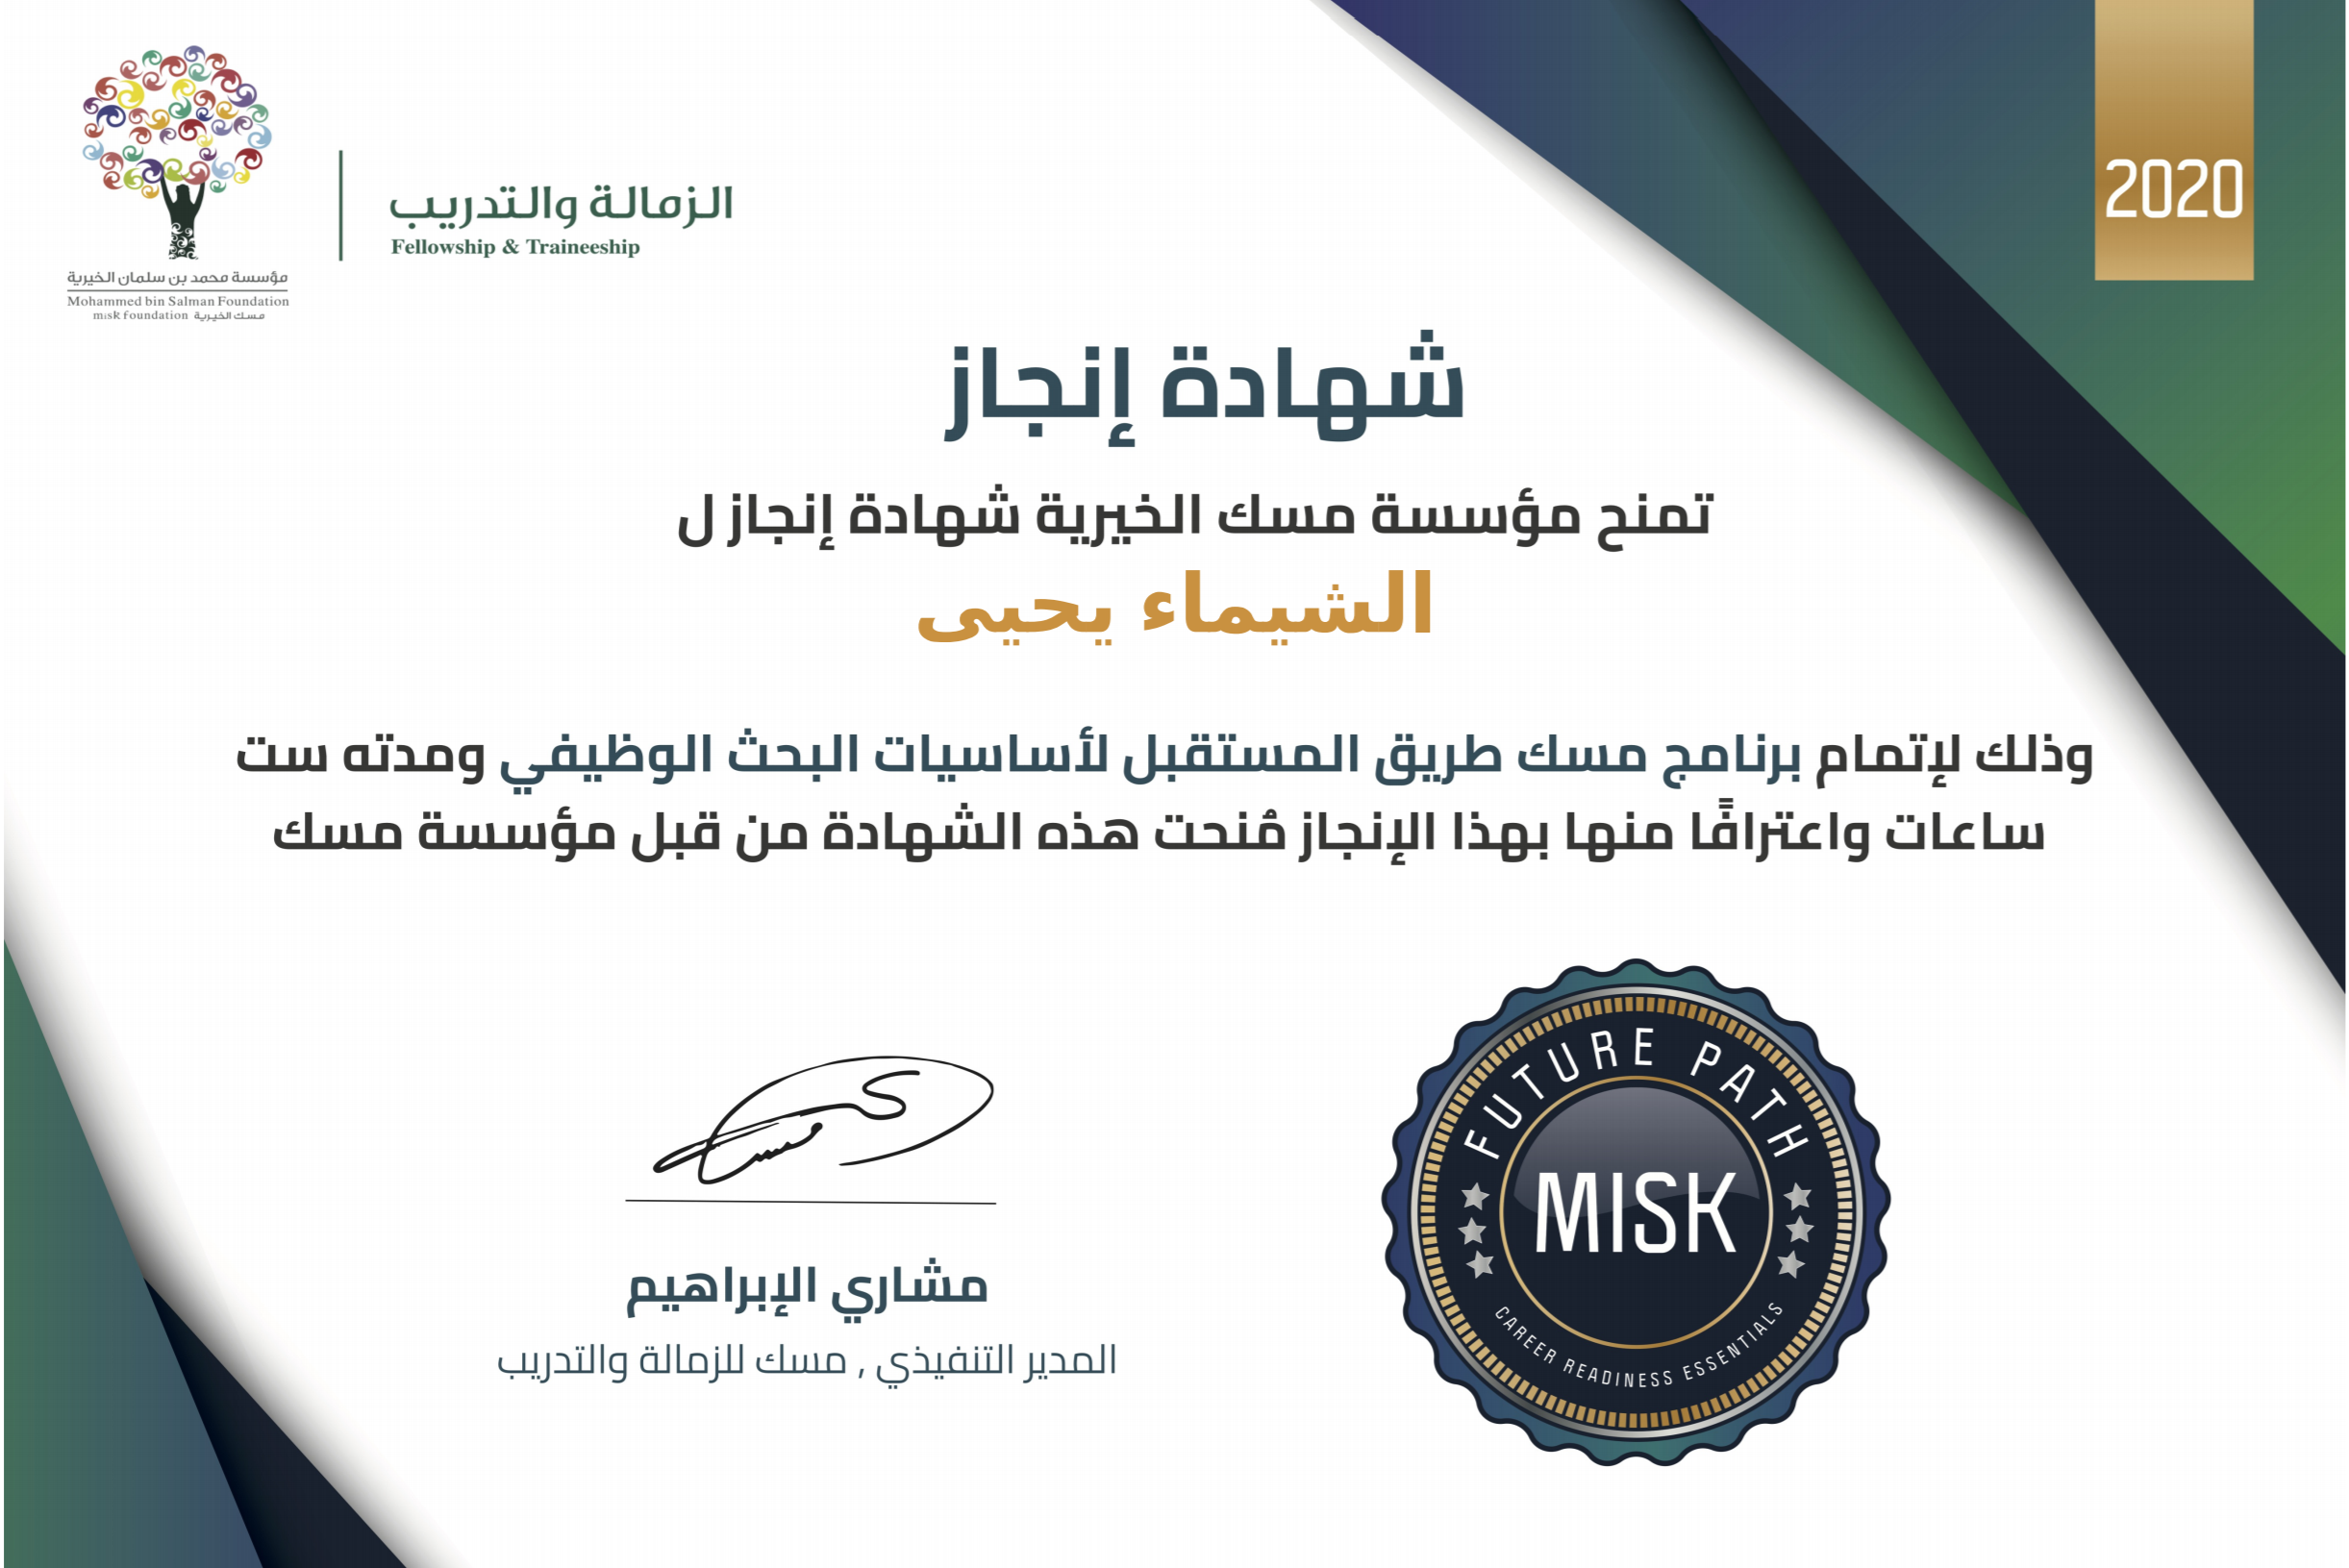 مؤسسة محمد بن سلمان الخيرية
Mohammed bin Salman Foundation
misk foundation مسك الخيرية
الزمالة والتدريب
Fellowship & Traineeship
2020
شهادة إنجاز
تمنح مؤسسة مسك الخيرية شهادة إنجاز ل
الشيماء يحيى
وذلك لإتمام برنامج مسك طريق المستقبل لأساسيات البحث الوظيفي ومدته ست
ساعات واعترافًا منها بهذا الإنجاز مُنحت هذه الشهادة من قبل مؤسسة مسك
مشاري الإبراهيم
المدير التنفيذي , مسك للزمالة والتدريب
FUTURE PATH
MISK
CAREER READINESS ESSENTIALS